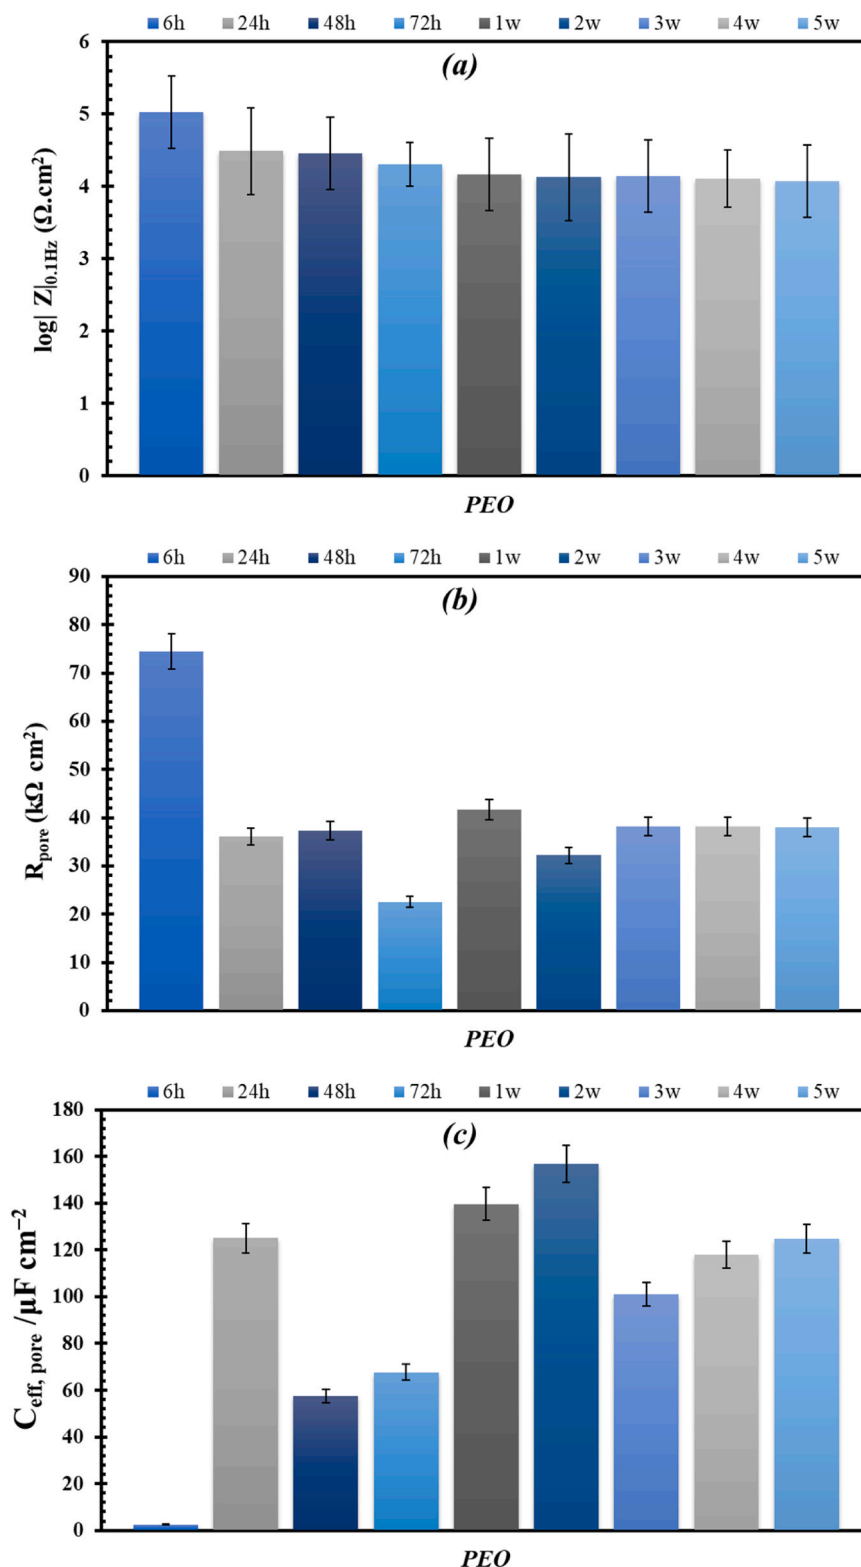 6h 24h 48h 72h 1w 2w 3w 4w 5w
(a)
log| Z|0.1Hz (Ω.cm²)
6
5
4
3
2
1
0
PEO
6h 24h 48h 72h 1w 2w 3w 4w 5w
(b)
Rpore (kΩ cm²)
90
80
70
60
50
40
30
20
10
0
PEO
6h 24h 48h 72h 1w 2w 3w 4w 5w
(c)
Ceff, pore /µF cm⁻²
180
160
140
120
100
80
60
40
20
0
PEO